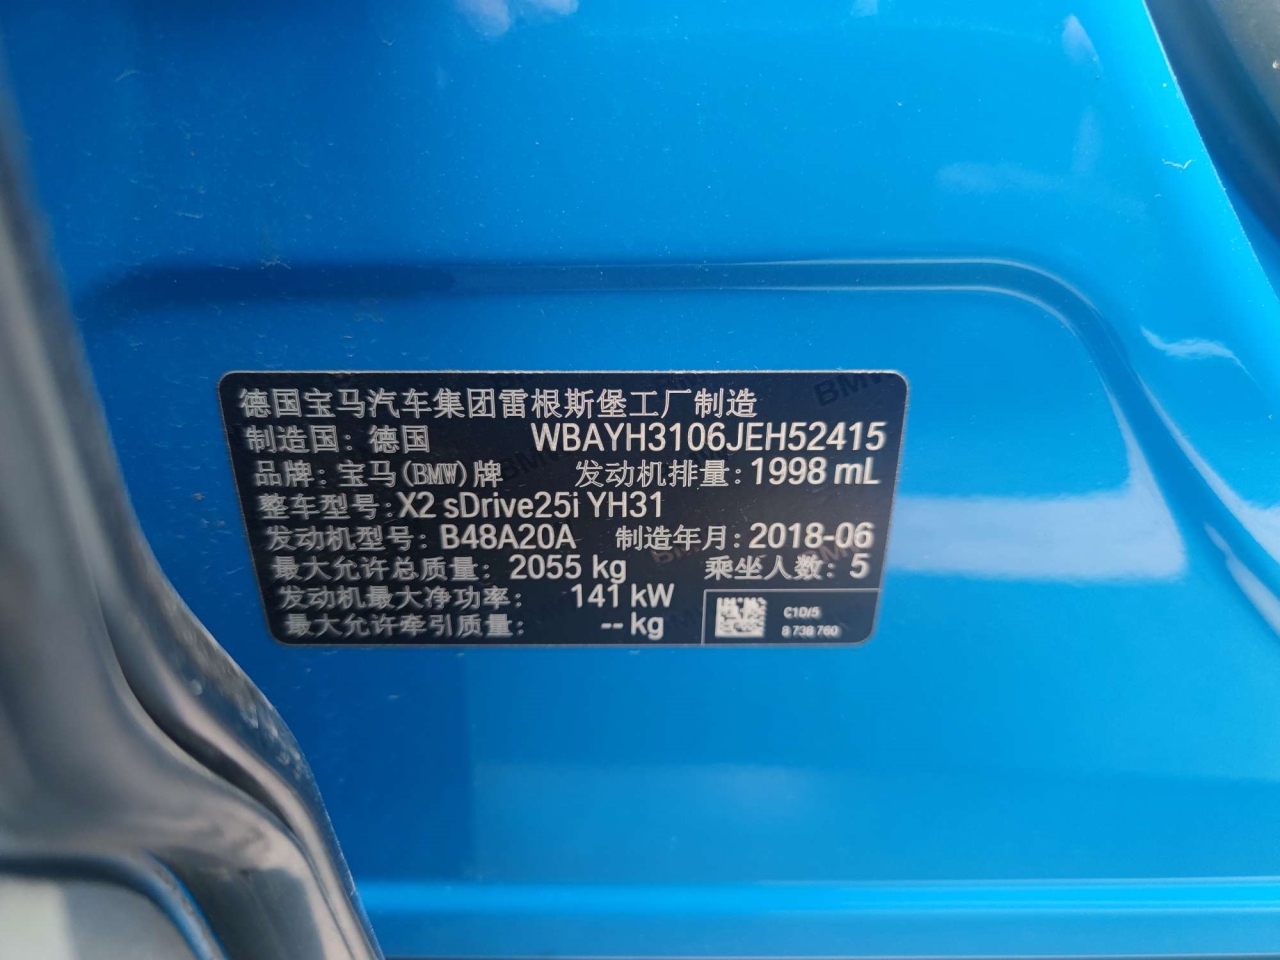 德国宝马汽车集团雷根斯堡工厂制造
制造国：德国 WBAYH3106JEH52415
品牌：宝马(BMW)牌 发动机排量：1998 mL
整车型号：X2 sDrive25i YH31
发动机型号：B48A20A 制造年月：2018-06
最大允许总质量：2055 kg 乘坐人数：5
发动机最大净功率：141 kW
最大允许牵引质量：-- kg
C10/5
8 738 760